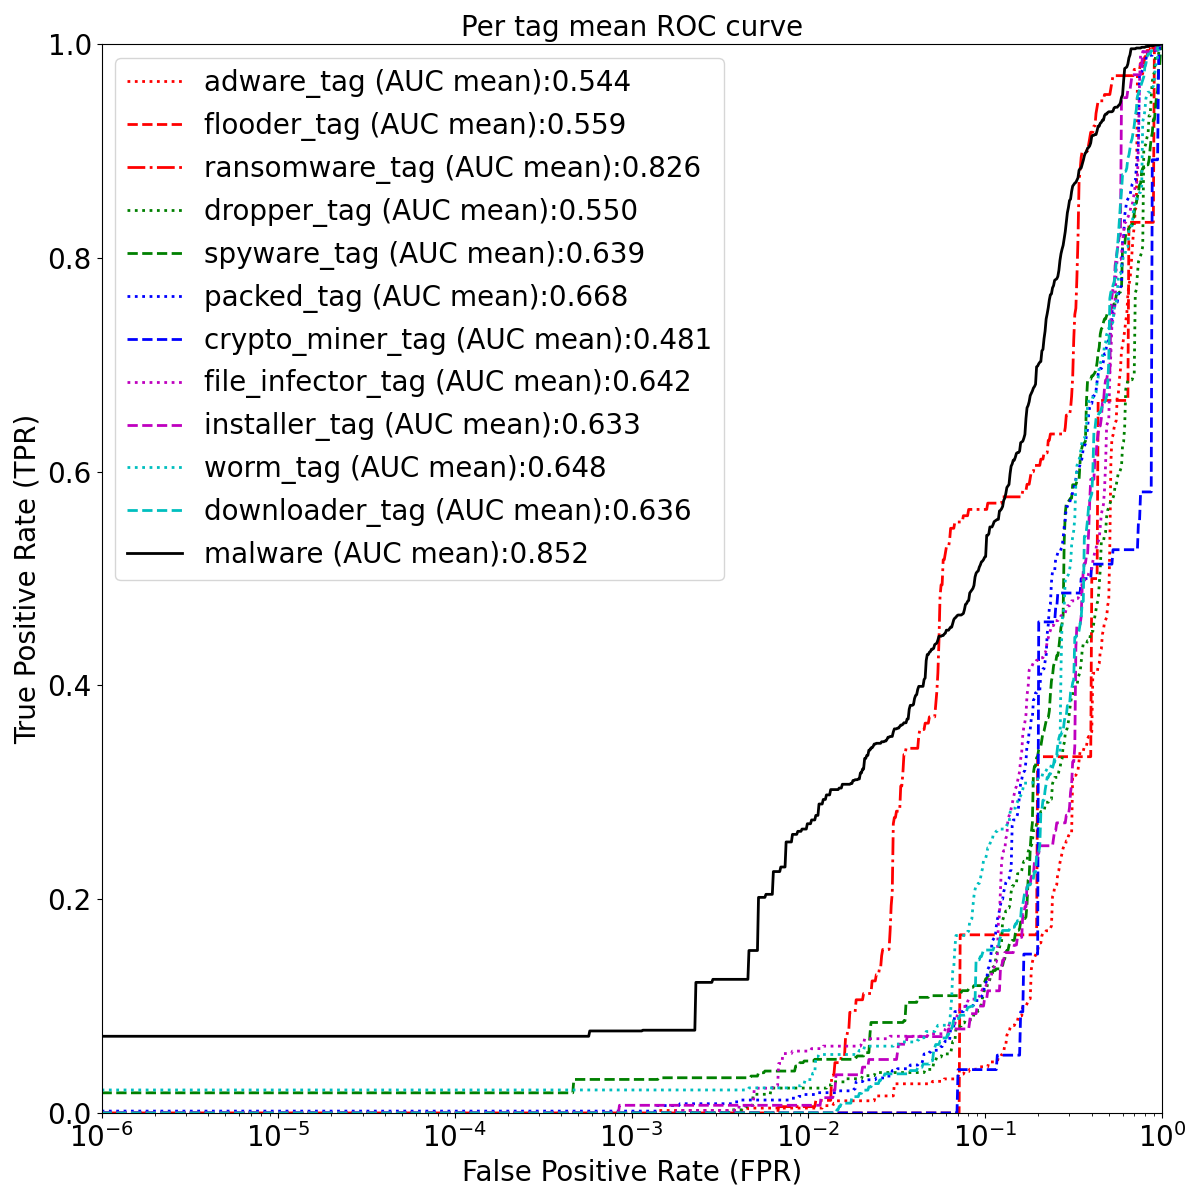 Per tag mean ROC curve
1.0
0.8
0.6
0.4
0.2
0.0
True Positive Rate (TPR)
adware_tag (AUC mean):0.544
flooder_tag (AUC mean):0.559
ransomware_tag (AUC mean):0.826
dropper_tag (AUC mean):0.550
spyware_tag (AUC mean):0.639
packed_tag (AUC mean):0.668
crypto_miner_tag (AUC mean):0.481
file_infector_tag (AUC mean):0.642
installer_tag (AUC mean):0.633
worm_tag (AUC mean):0.648
downloader_tag (AUC mean):0.636
malware (AUC mean):0.852
10⁻⁶ 10⁻⁵ 10⁻⁴ 10⁻³ 10⁻² 10⁻¹ 10⁰
False Positive Rate (FPR)